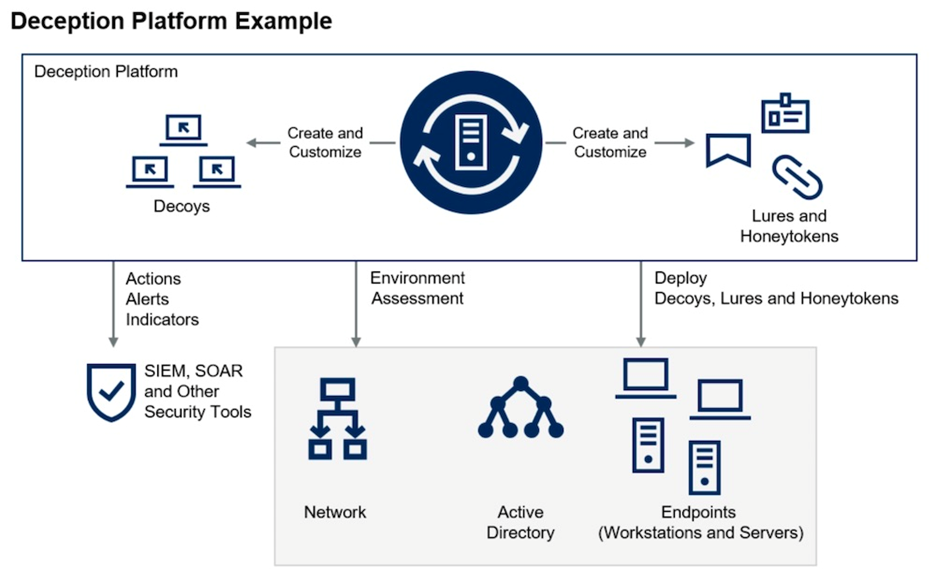 Deception Platform Example
Deception Platform
Create and
Customize
Create and
Customize
Decoys
Lures and
Honeytokens
Actions
Alerts
Indicators
Environment
Assessment
Deploy
Decoys, Lures and Honeytokens
SIEM, SOAR
and Other
Security Tools
Network
Active
Directory
Endpoints
(Workstations and Servers)